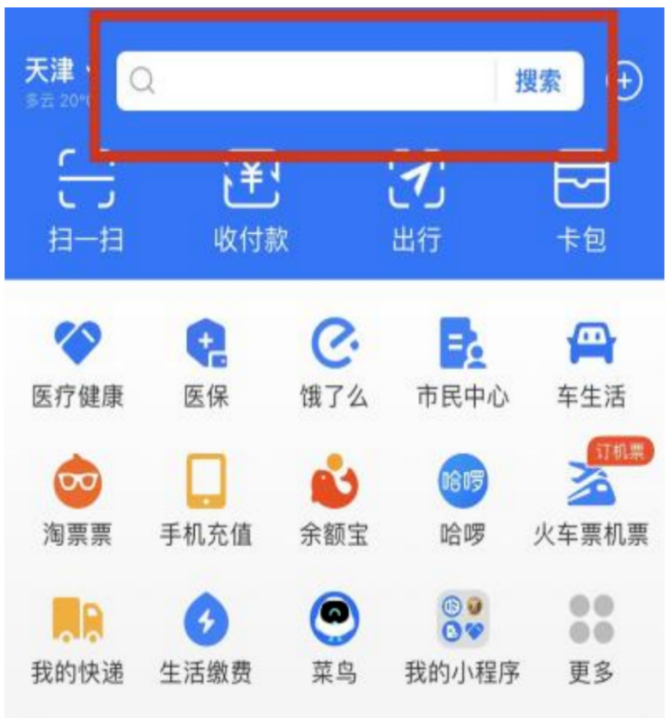 天津
搜索
多云 20°
扫一扫 收付款 出行 卡包
医疗健康 医保 饿了么 市民中心 车生活
订机票
哈啰
淘票票 手机充值 余额宝 哈啰 火车票机票
我的快递 生活缴费 菜鸟 我的小程序 更多